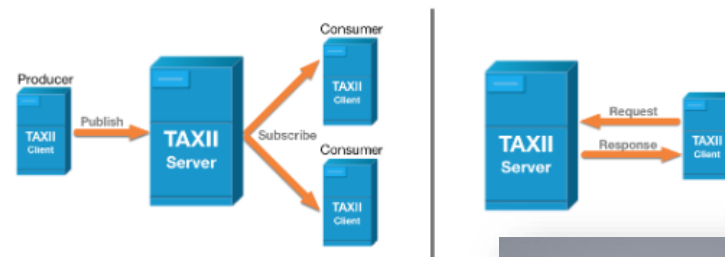 Producer
TAXII
Client
Publish
TAXII
Server
Subscribe
Consumer
TAXII
Client
Consumer
TAXII
Client
TAXII
Server
Request
Response
TAXII
Client